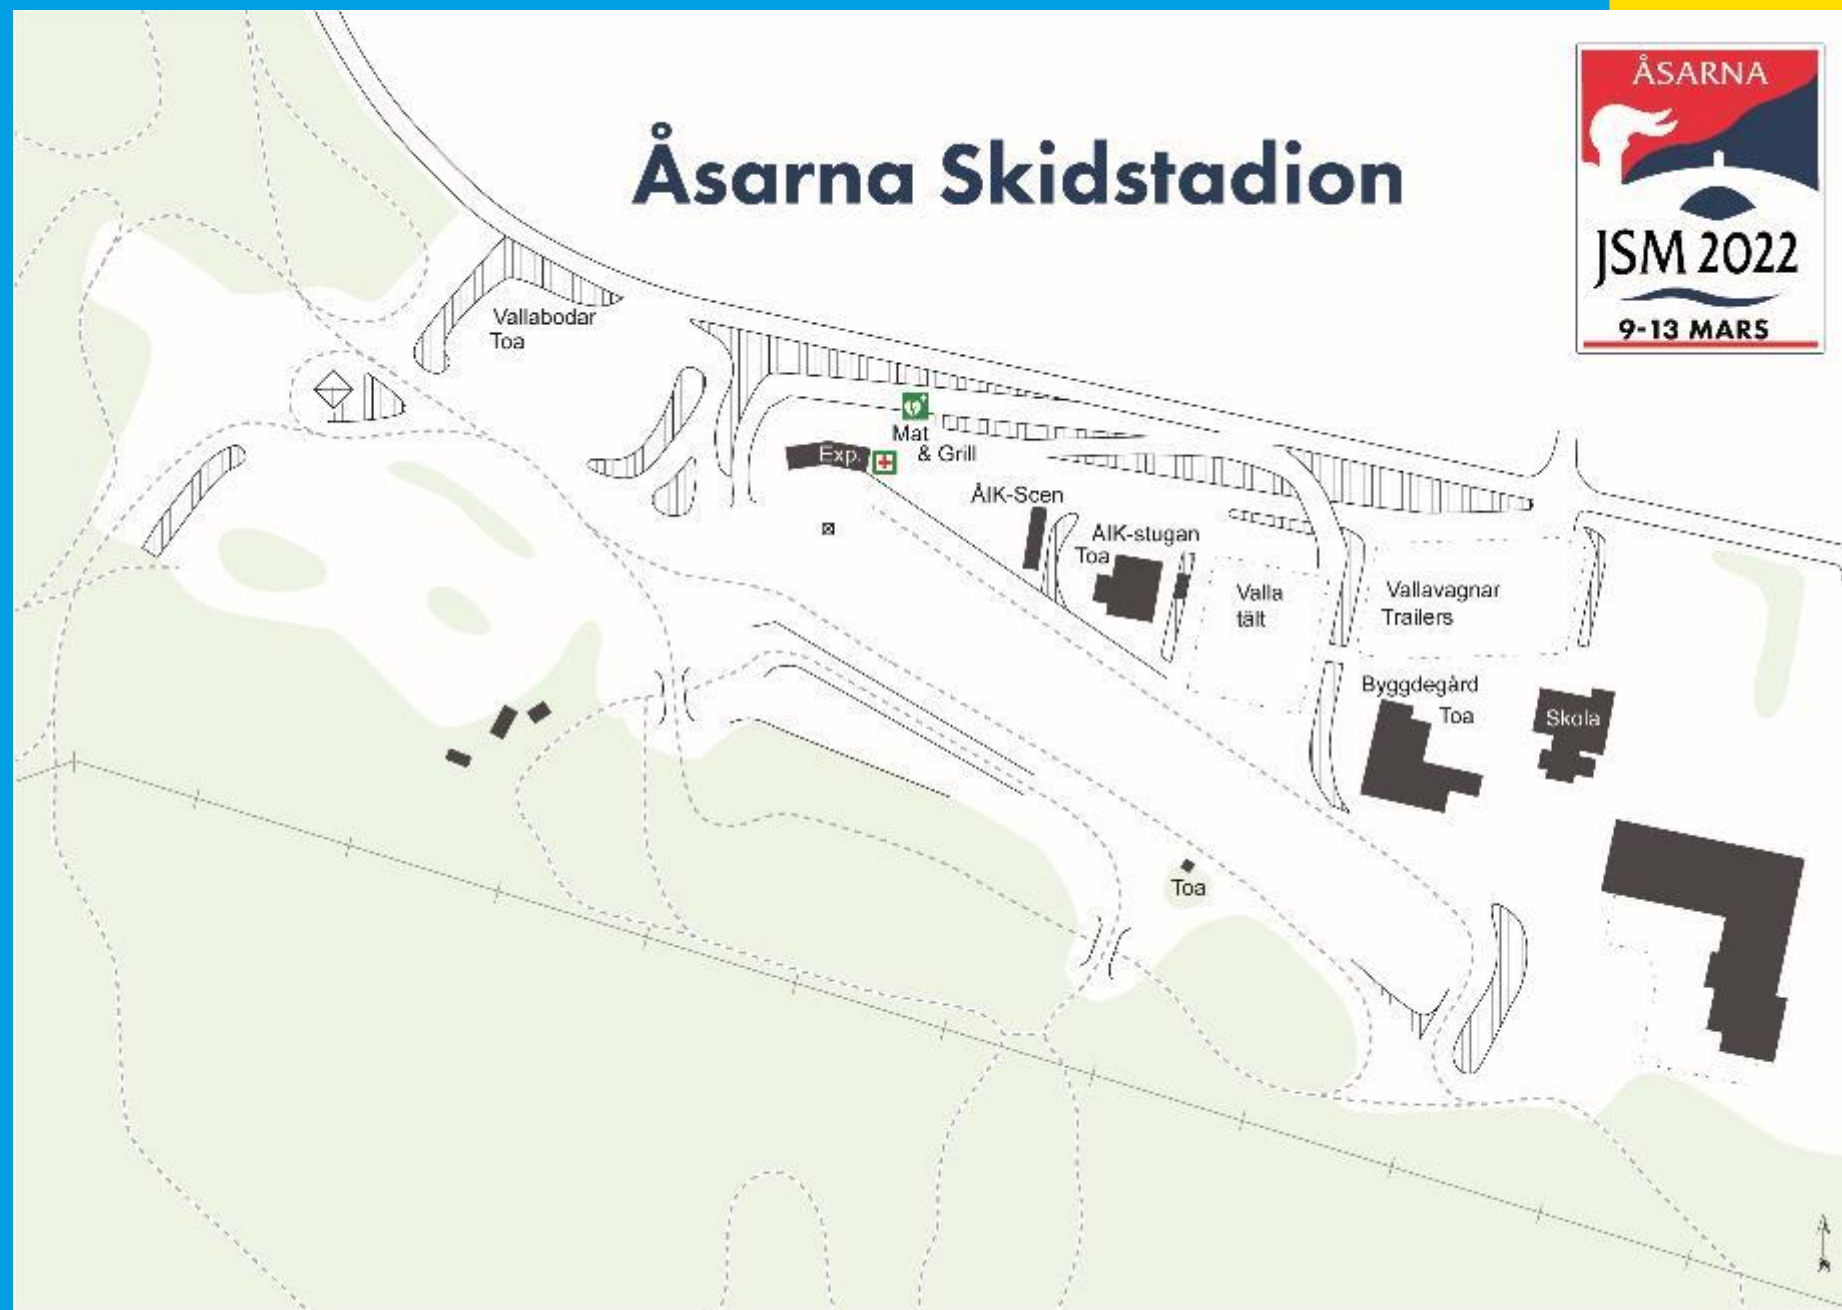 Åsarna Skidstadion
ÅSARNA
JSM 2022
9-13 MARS
Vallabodar
Toa
Mat
& Grill
Exp.
ÅIK-Scen
ÅIK-stugan
Toa
Valla
tält
Vallavagnar
Trailers
Byggdegård
Toa
Skola
Toa